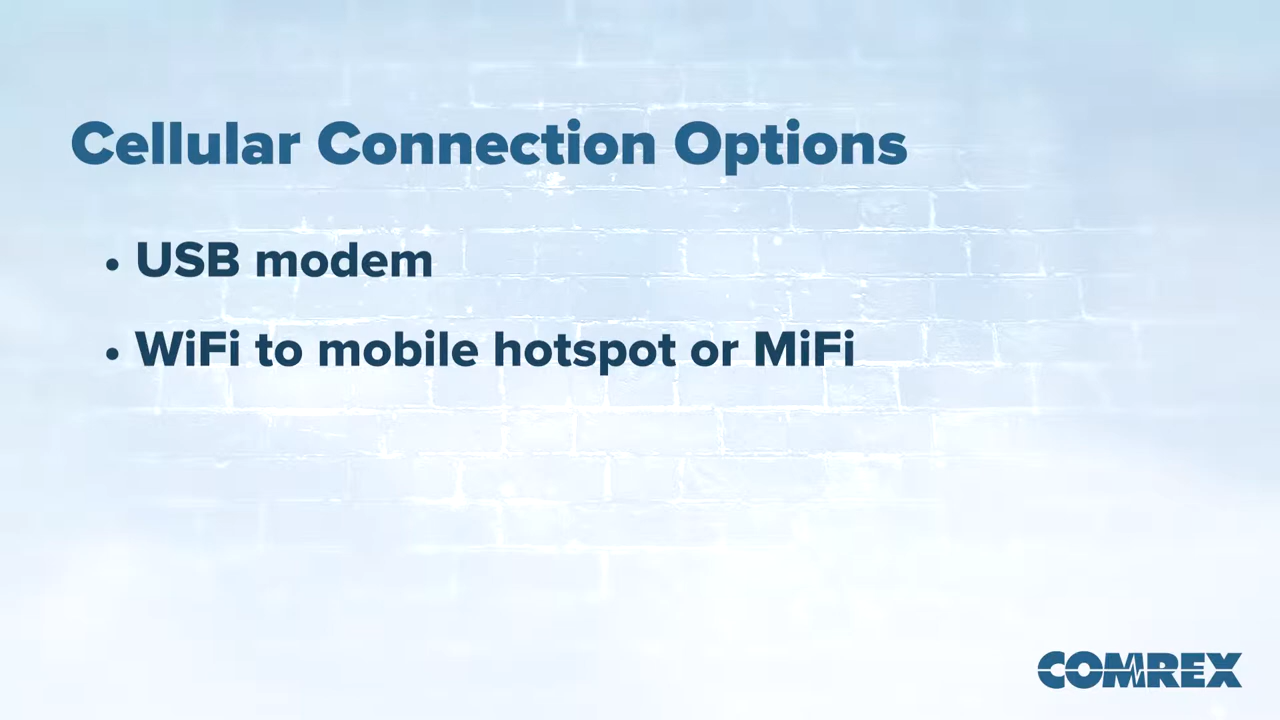 Cellular Connection Options
• USB modem
• WiFi to mobile hotspot or MiFi
COMREX